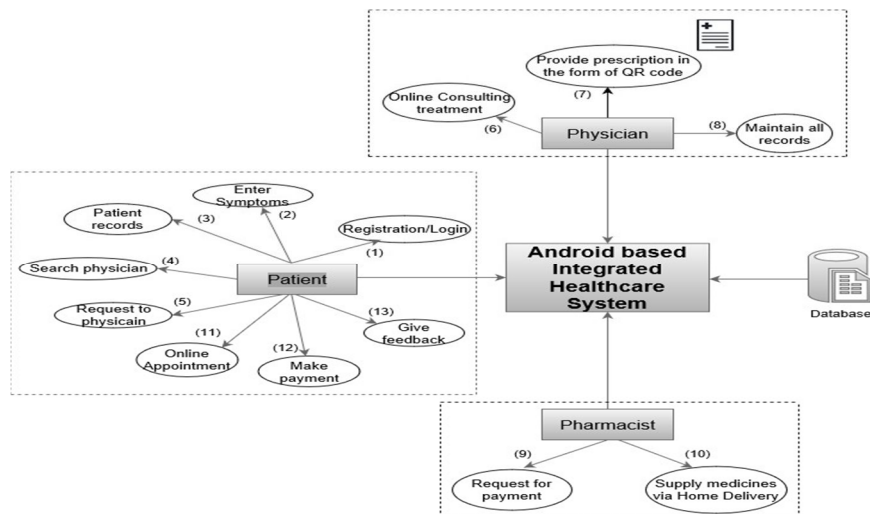 Provide prescription in
the form of QR code
(7)
Online Consulting
treatment
(6)
Physician
(8)
Maintain all
records
Enter
Symptoms
(2)
Patient
records
(3)
Registration/Login
(1)
Search physician
(4)
Patient
Request to
physicain
(5)
(11)
Online
Appointment
(12)
Make
payment
(13)
Give
feedback
Android based
Integrated
Healthcare
System
Database
Pharmacist
(9)
Request for
payment
(10)
Supply medicines
via Home Delivery